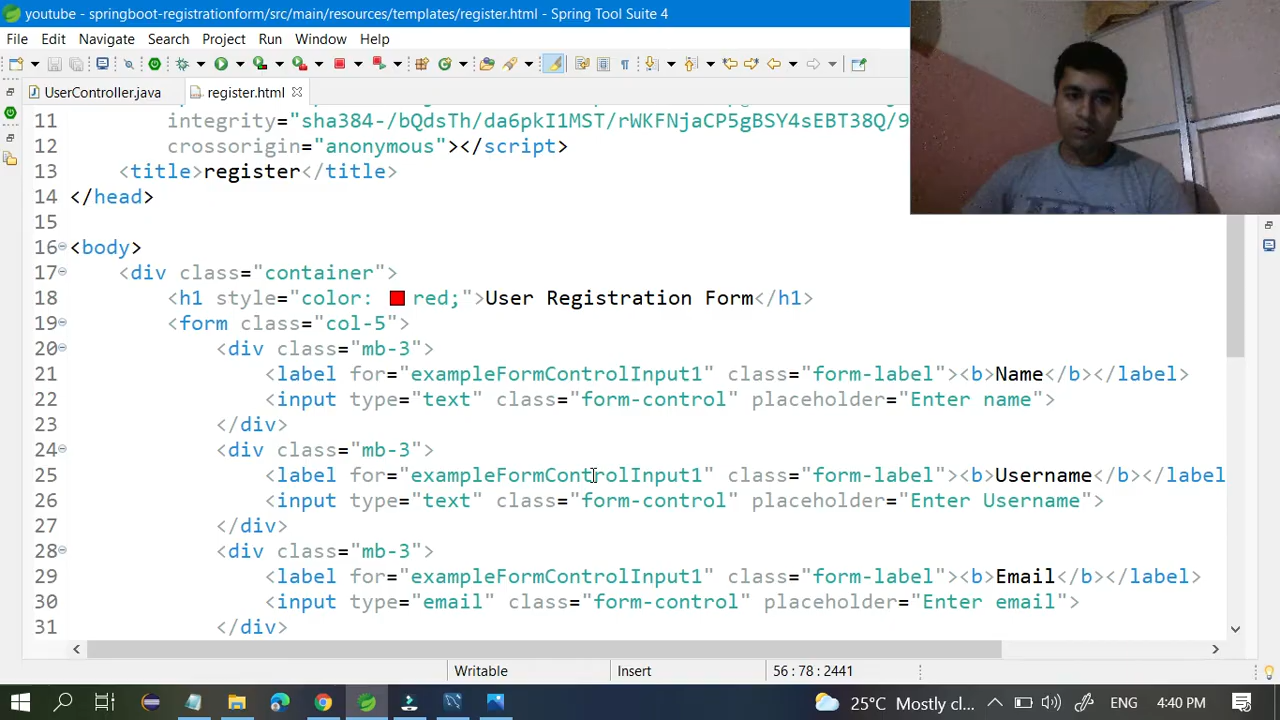 youtube - springboot-registrationform/src/main/resources/templates/register.html - Spring Tool Suite 4
File Edit Navigate Search Project Run Window Help
UserController.java register.html
11 integrity="sha384-/bQdsTh/da6pkI1MST/rWKFNjaCP5gBSY4sEBT38Q/9
12 crossorigin="anonymous"></script>
13 <title>register</title>
14 </head>
15
16 <body>
17 <div class="container">
18 <h1 style="color: red;">User Registration Form</h1>
19 <form class="col-5">
20 <div class="mb-3">
21 <label for="exampleFormControlInput1" class="form-label"><b>Name</b></label>
22 <input type="text" class="form-control" placeholder="Enter name">
23 </div>
24 <div class="mb-3">
25 <label for="exampleFormControlInput1" class="form-label"><b>Username</b></label
26 <input type="text" class="form-control" placeholder="Enter Username">
27 </div>
28 <div class="mb-3">
29 <label for="exampleFormControlInput1" class="form-label"><b>Email</b></label>
30 <input type="email" class="form-control" placeholder="Enter email">
31 </div>
Writable Insert 56 : 78 : 2441
25°C Mostly cl... ENG 4:40 PM